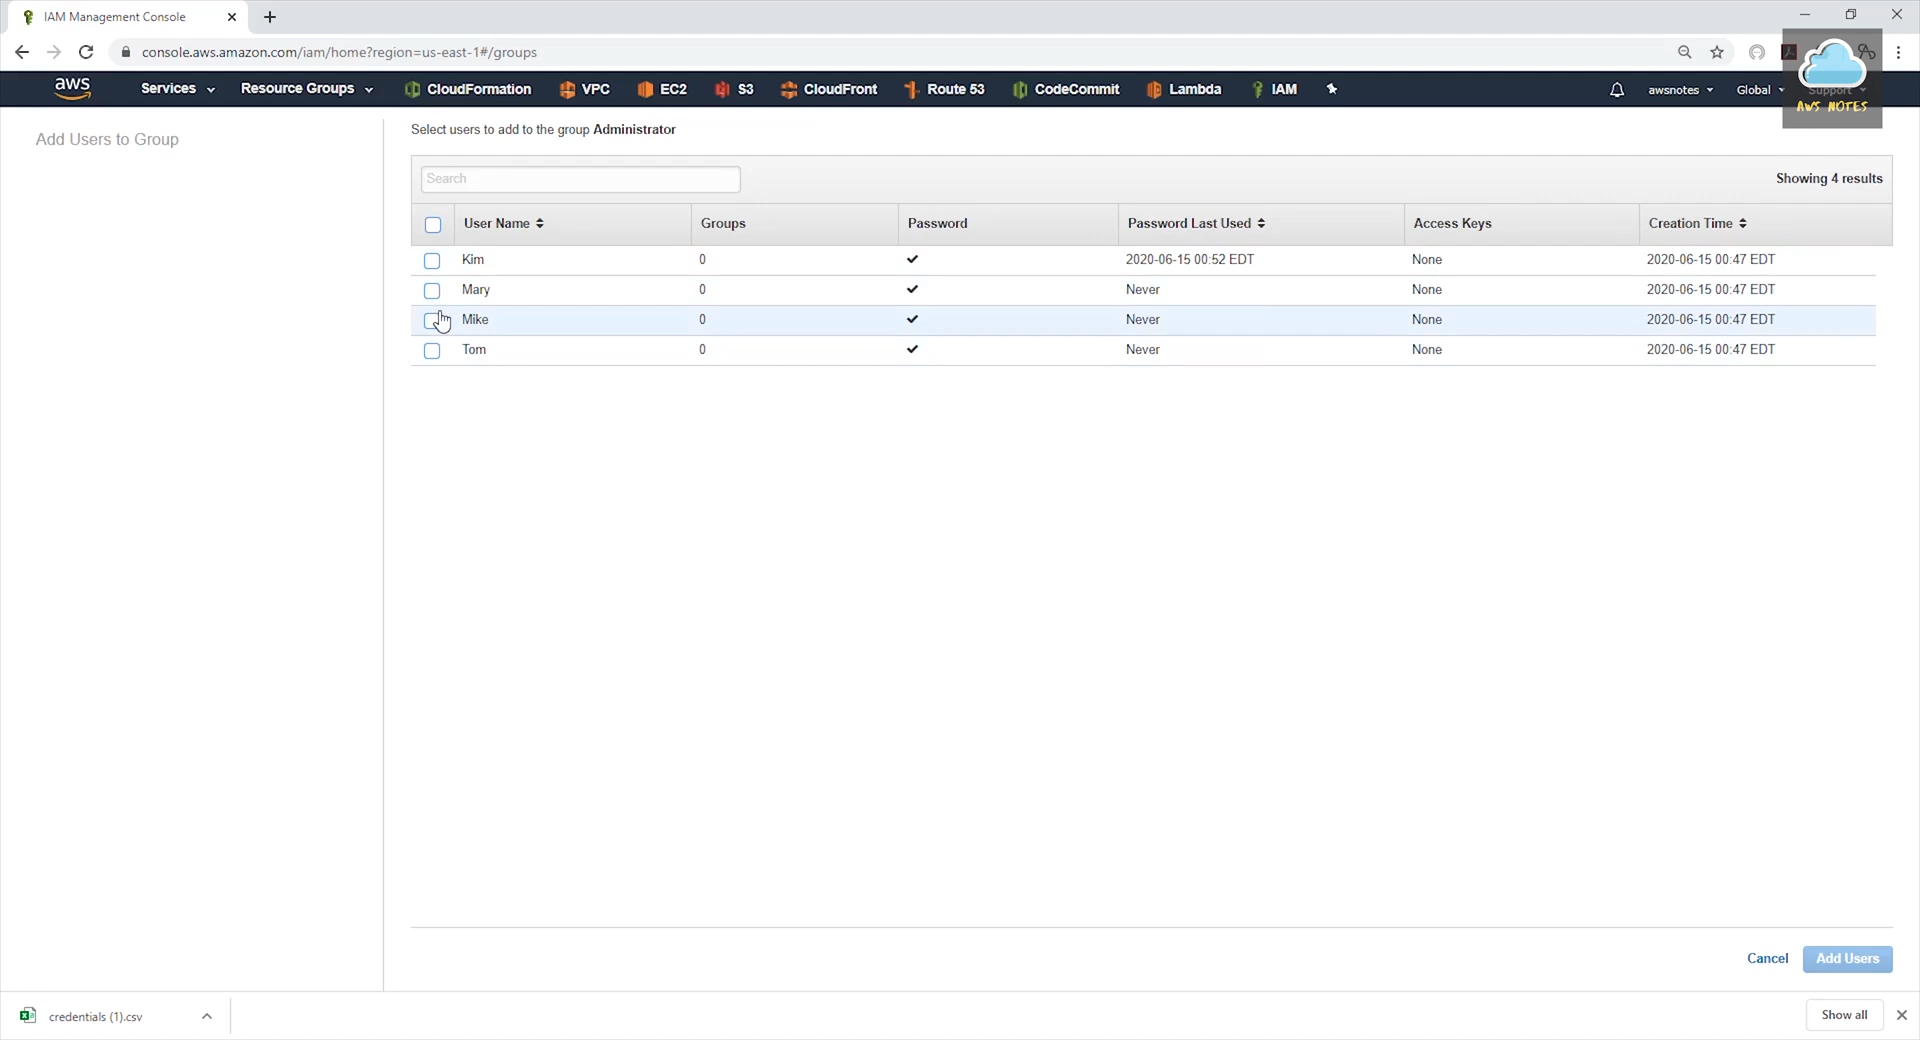 IAM Management Console
console.aws.amazon.com/iam/home?region=us-east-1#/groups
aws Services Resource Groups CloudFormation VPC EC2 S3 CloudFront Route 53 CodeCommit Lambda IAM awsnotes Global Support
AWS NOTES
Add Users to Group
Select users to add to the group Administrator
Search
Showing 4 results
User Name Groups Password Password Last Used Access Keys Creation Time
Kim 0 ✔ 2020-06-15 00:52 EDT None 2020-06-15 00:47 EDT
Mary 0 ✔ Never None 2020-06-15 00:47 EDT
Mike 0 ✔ Never None 2020-06-15 00:47 EDT
Tom 0 ✔ Never None 2020-06-15 00:47 EDT
Cancel Add Users
credentials (1).csv
Show all